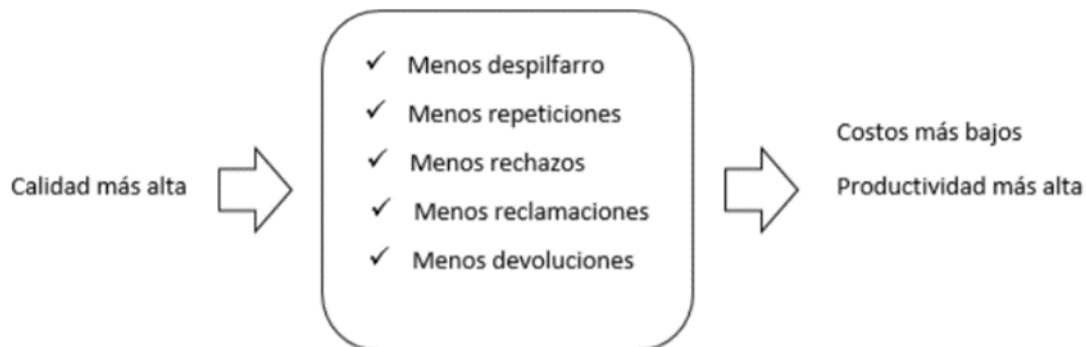 Calidad más alta
Menos despilfarro
Menos repeticiones
Menos rechazos
Menos reclamaciones
Menos devoluciones
Costos más bajos
Productividad más alta